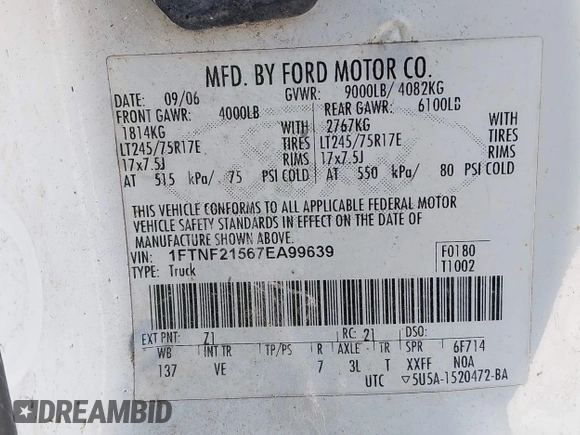 MFD. BY FORD MOTOR CO.
DATE: 09/06 GVWR: 9000LB/ 4082KG
FRONT GAWR: 4000LB REAR GAWR: 6100LB
1814KG WITH 2767KG WITH
LT245/75R17E TIRES LT245/75R17E TIRES
17x7.5J RIMS 17x7.5J RIMS
AT 515 kPa/ 75 PSI COLD AT 550 kPa/ 80 PSI COLD
THIS VEHICLE CONFORMS TO ALL APPLICABLE FEDERAL MOTOR
VEHICLE SAFETY STANDARDS IN EFFECT ON THE DATE OF
MANUFACTURE SHOWN ABOVE.
VIN: 1FTNF21567EA99639 F0180
TYPE: Truck T1002
EXT PNT: Z1 RC: 21 DSO:
WB INT TR TP/PS R AXLE TR SPR 6F714
137 VE 7 3L T XXFF NOA
UTC ▽5U5A-1520472-BA
DREAMBID